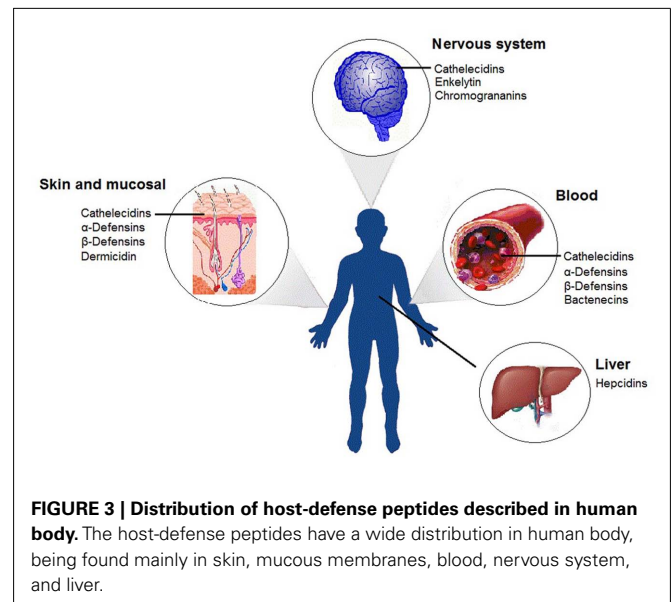 Nervous system
Cathelecidins
Enkelytin
Chromogrananins
Skin and mucosal
Cathelecidins
α-Defensins
β-Defensins
Dermicidin
Blood
Cathelecidins
α-Defensins
β-Defensins
Bactenecins
Liver
Hepcidins
FIGURE 3 | Distribution of host-defense peptides described in human
body. The host-defense peptides have a wide distribution in human body,
being found mainly in skin, mucous membranes, blood, nervous system,
and liver.